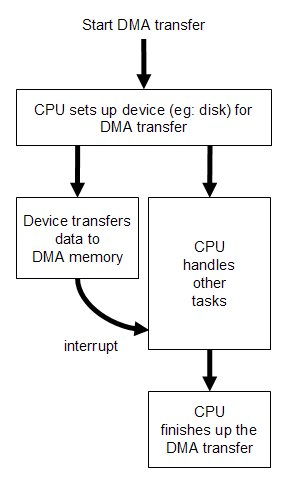 Start DMA transfer
CPU sets up device (eg: disk) for
DMA transfer
Device transfers
data to
DMA memory
CPU
handles
other
tasks
interrupt
CPU
finishes up the
DMA transfer